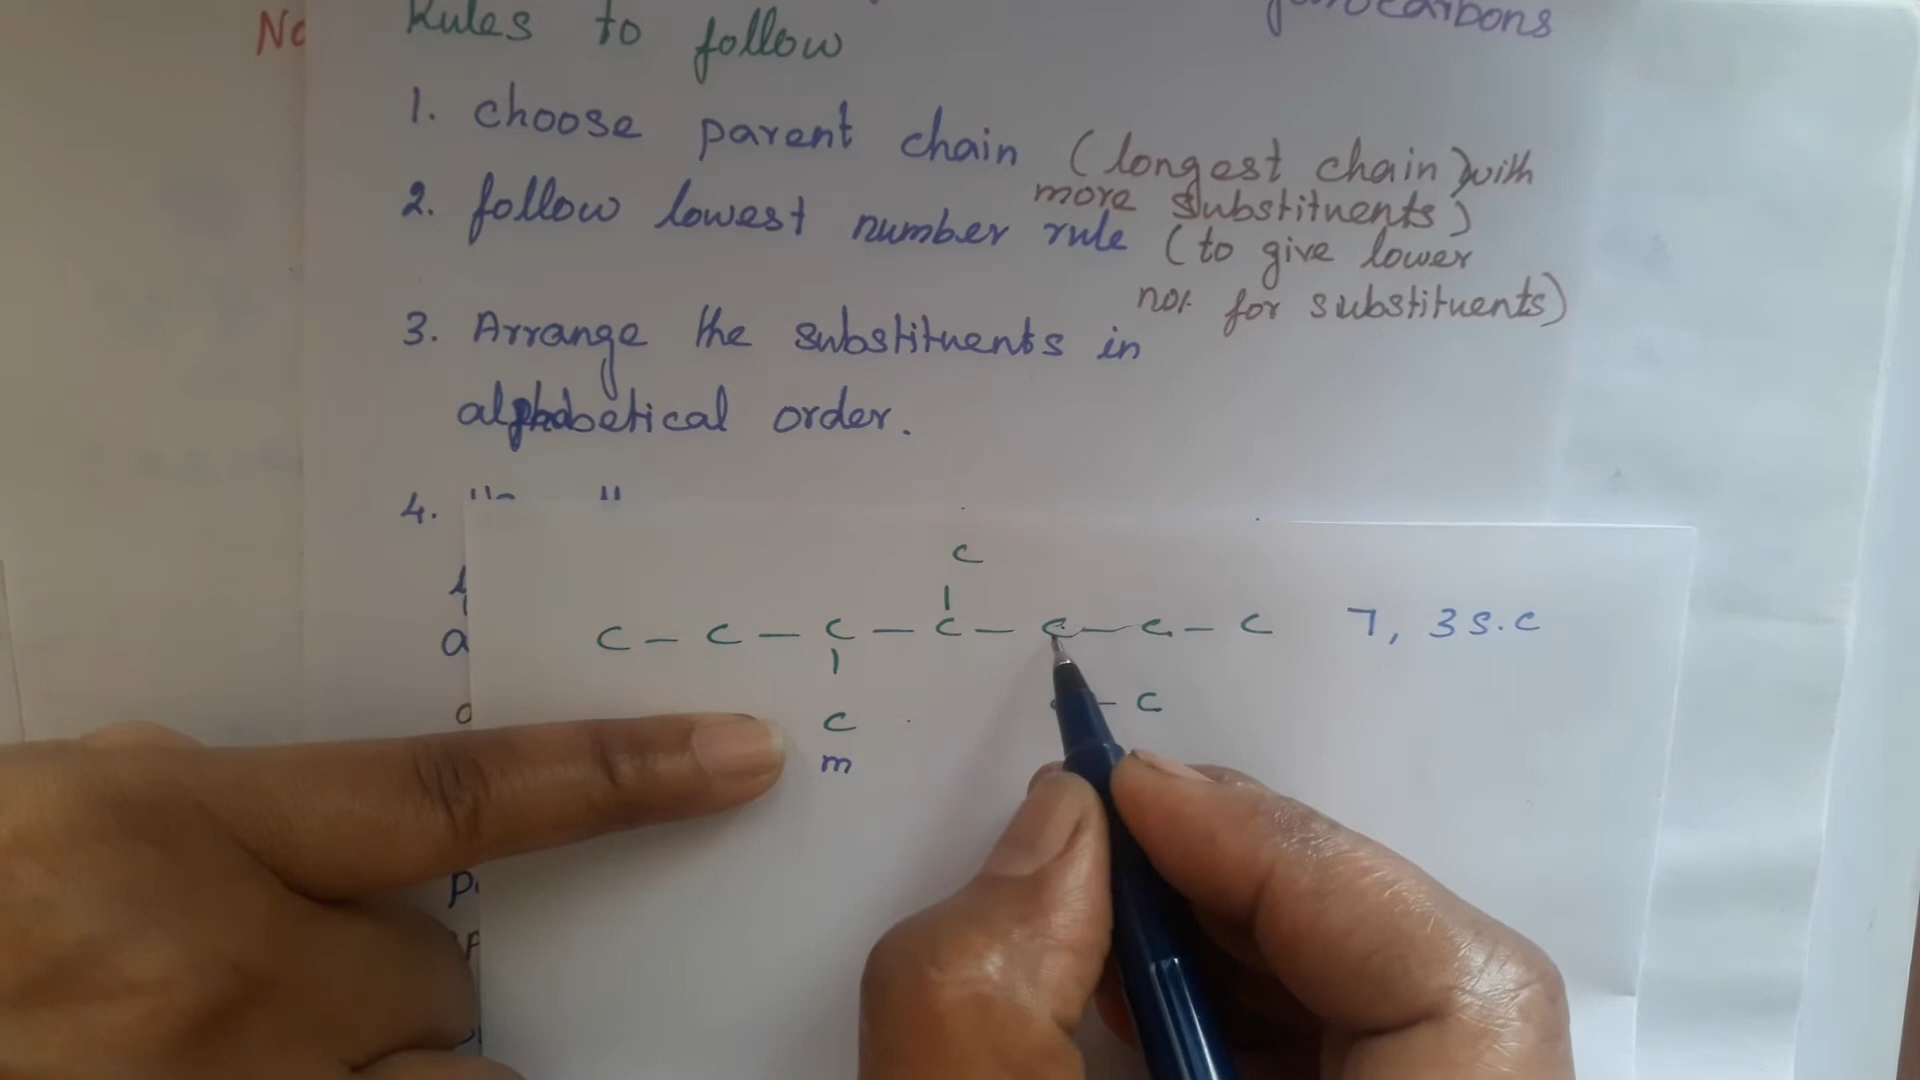 Rules to follow
1. choose parent chain (longest chain) with
more substituents)
2. follow lowest number rule (to give lower
no. for substituents)
3. Arrange the substituents in
alphabetical order.
4.
C
C - C - C - C - C - C - C 7, 3 S.C
C - C
C
m